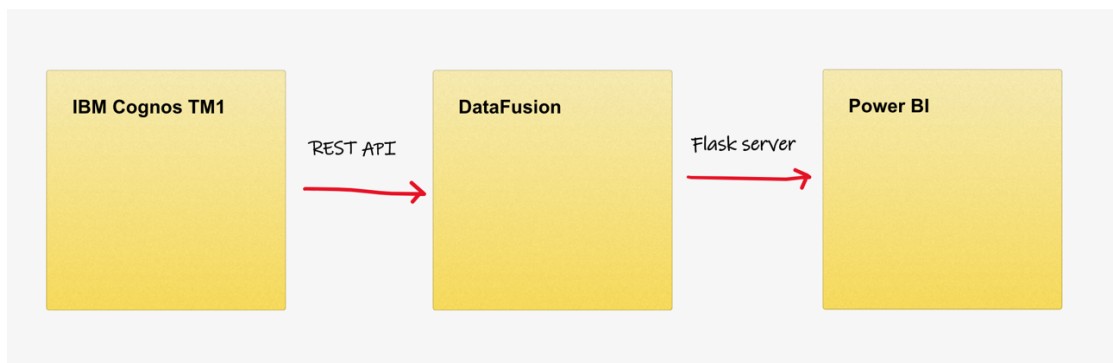 IBM Cognos TM1
REST API
DataFusion
Flask server
Power BI